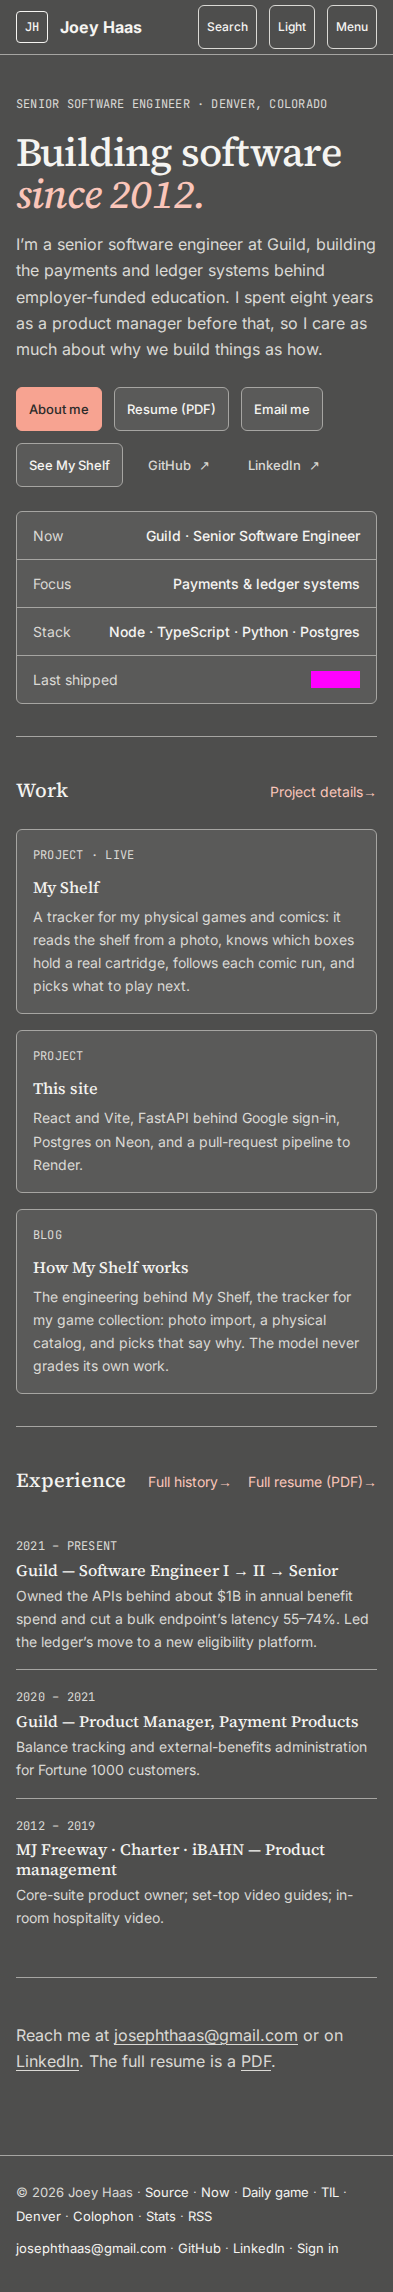 JH Joey Haas Search Light Menu
SENIOR SOFTWARE ENGINEER · DENVER, COLORADO
Building software
since 2012.
I’m a senior software engineer at Guild, building
the payments and ledger systems behind
employer-funded education. I spent eight years
as a product manager before that, so I care as
much about why we build things as how.
About me Resume (PDF) Email me
See My Shelf GitHub ↗ LinkedIn ↗
Now Guild · Senior Software Engineer
Focus Payments & ledger systems
Stack Node · TypeScript · Python · Postgres
Last shipped
Work Project details→
PROJECT · LIVE
My Shelf
A tracker for my physical games and comics: it
reads the shelf from a photo, knows which boxes
hold a real cartridge, follows each comic run, and
picks what to play next.
PROJECT
This site
React and Vite, FastAPI behind Google sign-in,
Postgres on Neon, and a pull-request pipeline to
Render.
BLOG
How My Shelf works
The engineering behind My Shelf, the tracker for
my game collection: photo import, a physical
catalog, and picks that say why. The model never
grades its own work.
Experience Full history→ Full resume (PDF)→
2021 – PRESENT
Guild — Software Engineer I → II → Senior
Owned the APIs behind about $1B in annual benefit
spend and cut a bulk endpoint’s latency 55–74%. Led
the ledger’s move to a new eligibility platform.
2020 – 2021
Guild — Product Manager, Payment Products
Balance tracking and external-benefits administration
for Fortune 1000 customers.
2012 – 2019
MJ Freeway · Charter · iBAHN — Product
management
Core-suite product owner; set-top video guides; in-
room hospitality video.
Reach me at josephthaas@gmail.com or on
LinkedIn. The full resume is a PDF.
© 2026 Joey Haas · Source · Now · Daily game · TIL ·
Denver · Colophon · Stats · RSS
josephthaas@gmail.com · GitHub · LinkedIn · Sign in